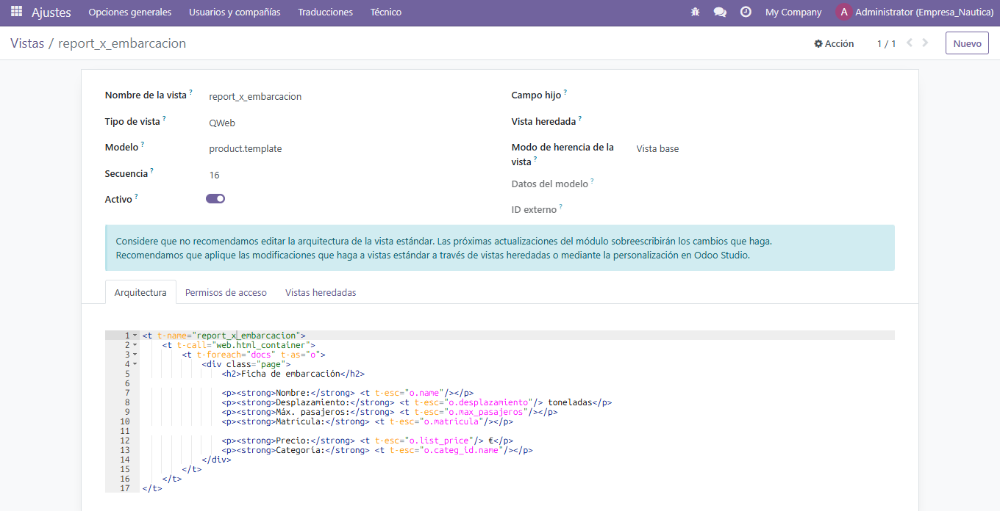 Ajustes Opciones generales Usuarios y compañías Traducciones Técnico My Company A Administrator (Empresa_Nautica)
Vistas / report_x_embarcacion Acción 1 / 1 Nuevo
Nombre de la vista ? report_x_embarcacion
Tipo de vista ? QWeb
Modelo ? product.template
Secuencia ? 16
Activo ?
Campo hijo ?
Vista heredada ?
Modo de herencia de la vista ? Vista base
Datos del modelo ?
ID externo ?
Considere que no recomendamos editar la arquitectura de la vista estándar. Las próximas actualizaciones del módulo sobreescribirán los cambios que haga.
Recomendamos que aplique las modificaciones que haga a vistas estándar a través de vistas heredadas o mediante la personalización en Odoo Studio.
Arquitectura Permisos de acceso Vistas heredadas
1 <t t-name="report_x_embarcacion">
2 <t t-call="web.html_container">
3 <t t-foreach="docs" t-as="o">
4 <div class="page">
5 <h2>Ficha de embarcación</h2>
6
7 <p><strong>Nombre:</strong> <t t-esc="o.name"/></p>
8 <p><strong>Desplazamiento:</strong> <t t-esc="o.desplazamiento"/> toneladas</p>
9 <p><strong>Máx. pasajeros:</strong> <t t-esc="o.max_pasajeros"/></p>
10 <p><strong>Matrícula:</strong> <t t-esc="o.matricula"/></p>
11
12 <p><strong>Precio:</strong> <t t-esc="o.list_price"/> €</p>
13 <p><strong>Categoría:</strong> <t t-esc="o.categ_id.name"/></p>
14 </div>
15 </t>
16 </t>
17 </t>